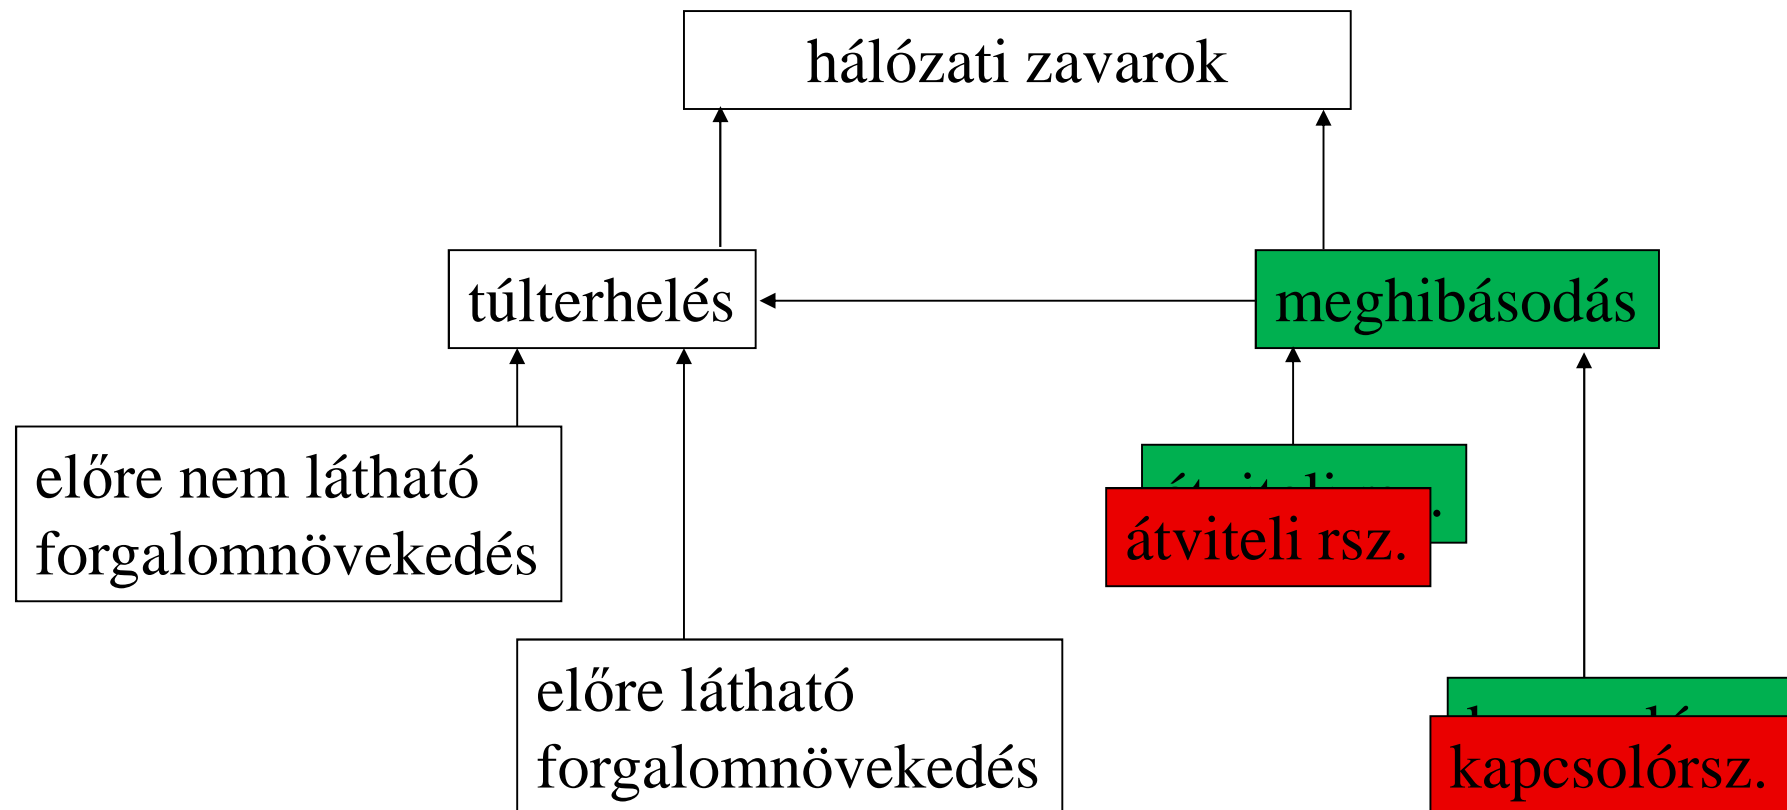 hálózati zavarok
túlterhelés
meghibásodás
előre nem látható
forgalomnövekedés
átviteli rsz.
előre látható
forgalomnövekedés
kapcsolórsz.